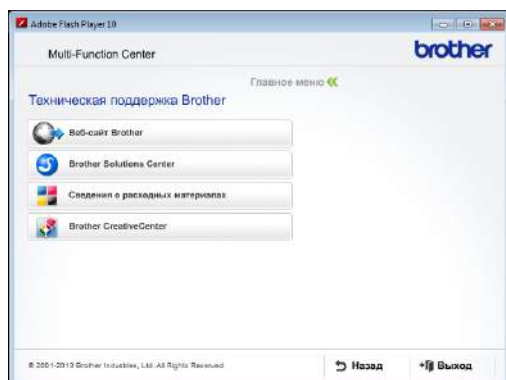 Adobe Flash Player 10
Multi-Function Center
brother
Главное меню
Техническая поддержка Brother
Веб-сайт Brother
Brother Solutions Center
Сведения о расходных материалах
Brother CreativeCenter
© 2001-2013 Brother Industries, Ltd. All Rights Reserved.
Назад
Выход